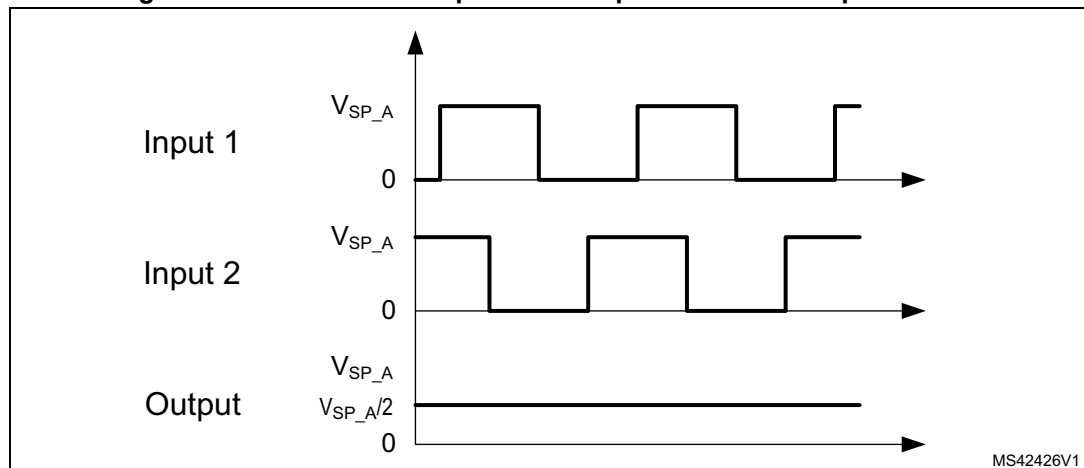 V_SP_A
Input 1
0
V_SP_A
Input 2
0
V_SP_A
Output V_SP_A/2
0
MS42426V1